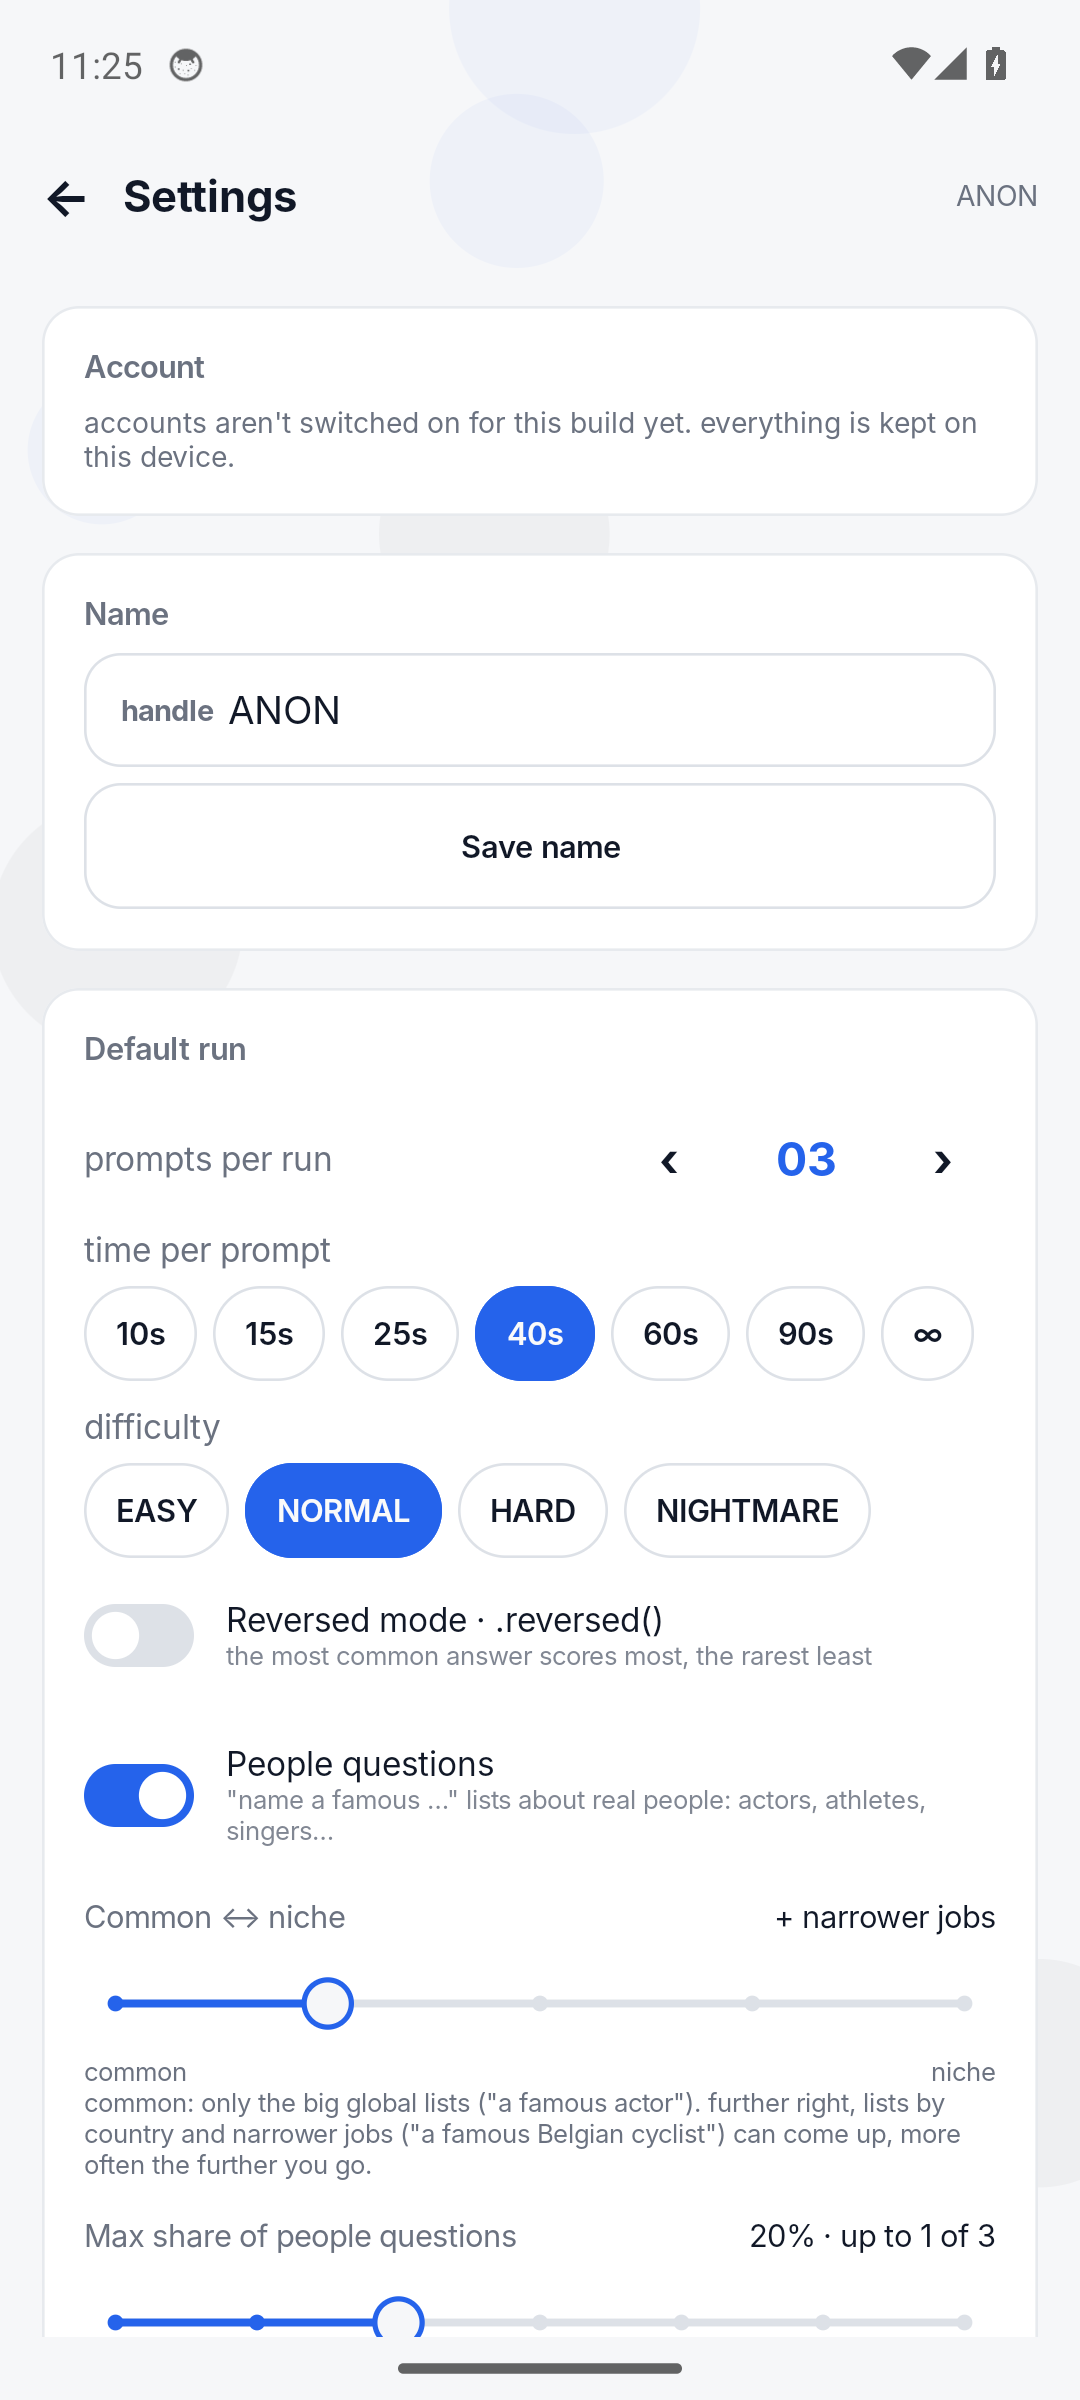 11:25
Settings
ANON
Account
accounts aren't switched on for this build yet. everything is kept on
this device.
Name
handle ANON
Save name
Default run
prompts per run ‹ 03 ›
time per prompt
10s 15s 25s 40s 60s 90s ∞
difficulty
EASY NORMAL HARD NIGHTMARE
Reversed mode · .reversed()
the most common answer scores most, the rarest least
People questions
"name a famous ..." lists about real people: actors, athletes,
singers...
Common ↔ niche + narrower jobs
common niche
common: only the big global lists ("a famous actor"). further right, lists by
country and narrower jobs ("a famous Belgian cyclist") can come up, more
often the further you go.
Max share of people questions 20% · up to 1 of 3